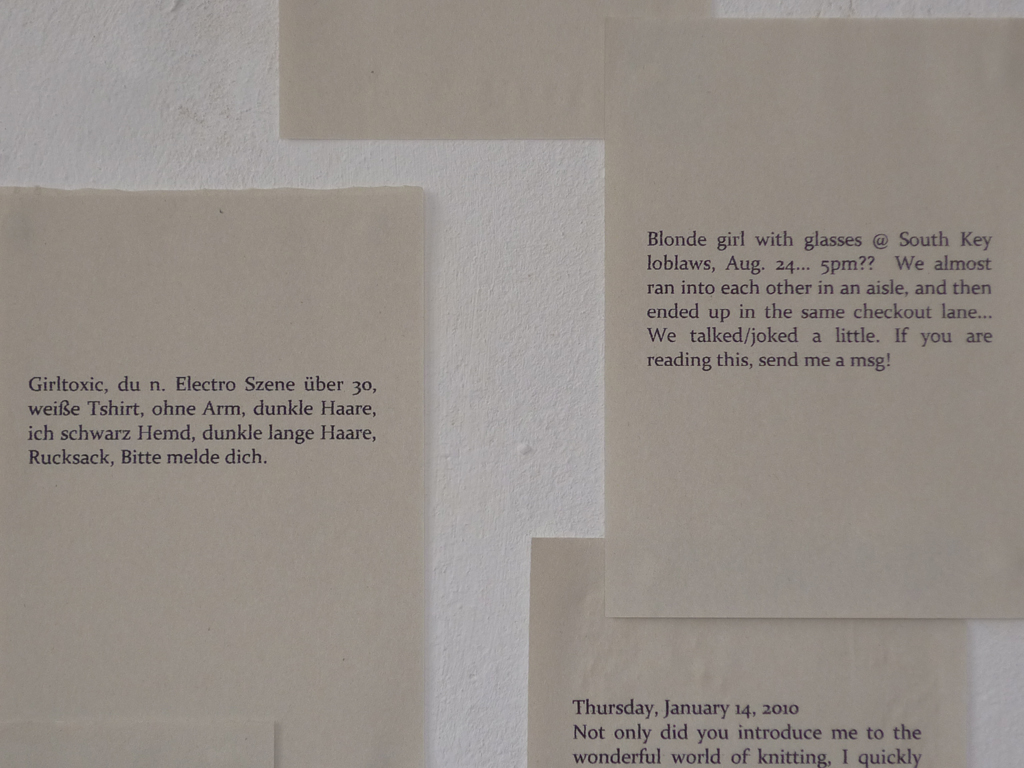 Girltoxic, du n. Electro Szene über 30,
weiße Tshirt, ohne Arm, dunkle Haare,
ich schwarz Hemd, dunkle lange Haare,
Rucksack, Bitte melde dich.
Blonde girl with glasses @ South Key
loblaws, Aug. 24... 5pm?? We almost
ran into each other in an aisle, and then
ended up in the same checkout lane...
We talked/joked a little. If you are
reading this, send me a msg!
Thursday, January 14, 2010
Not only did you introduce me to the
wonderful world of knitting, I quickly